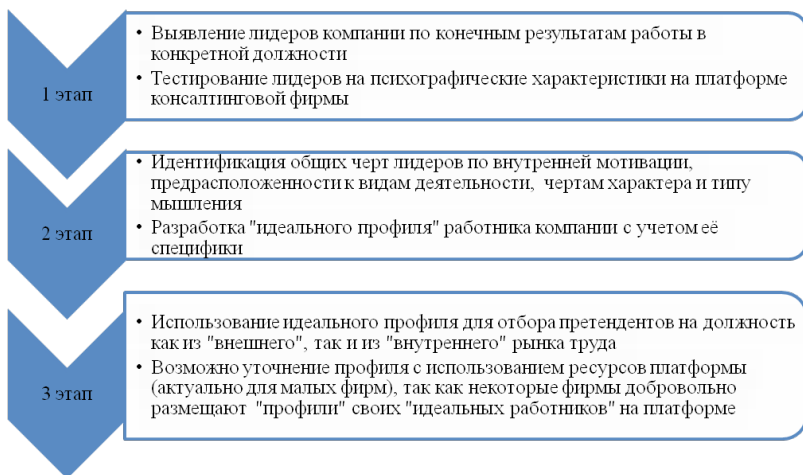 1 этап
• Выявление лидеров компании по конечным результатам работы в
конкретной должности
• Тестирование лидеров на психографические характеристики на платформе
консалтинговой фирмы
2 этап
• Идентификация общих черт лидеров по внутренней мотивации,
предрасположенности к видам деятельности, чертам характера и типу
мышления
• Разработка "идеального профиля" работника компании с учетом её
специфики
3 этап
• Использование идеального профиля для отбора претендентов на должность
как из "внешнего", так и из "внутреннего" рынка труда
• Возможно уточнение профиля с использованием ресурсов платформы
(актуально для малых фирм), так как некоторые фирмы добровольно
размещают "профили" своих "идеальных работников" на платформе